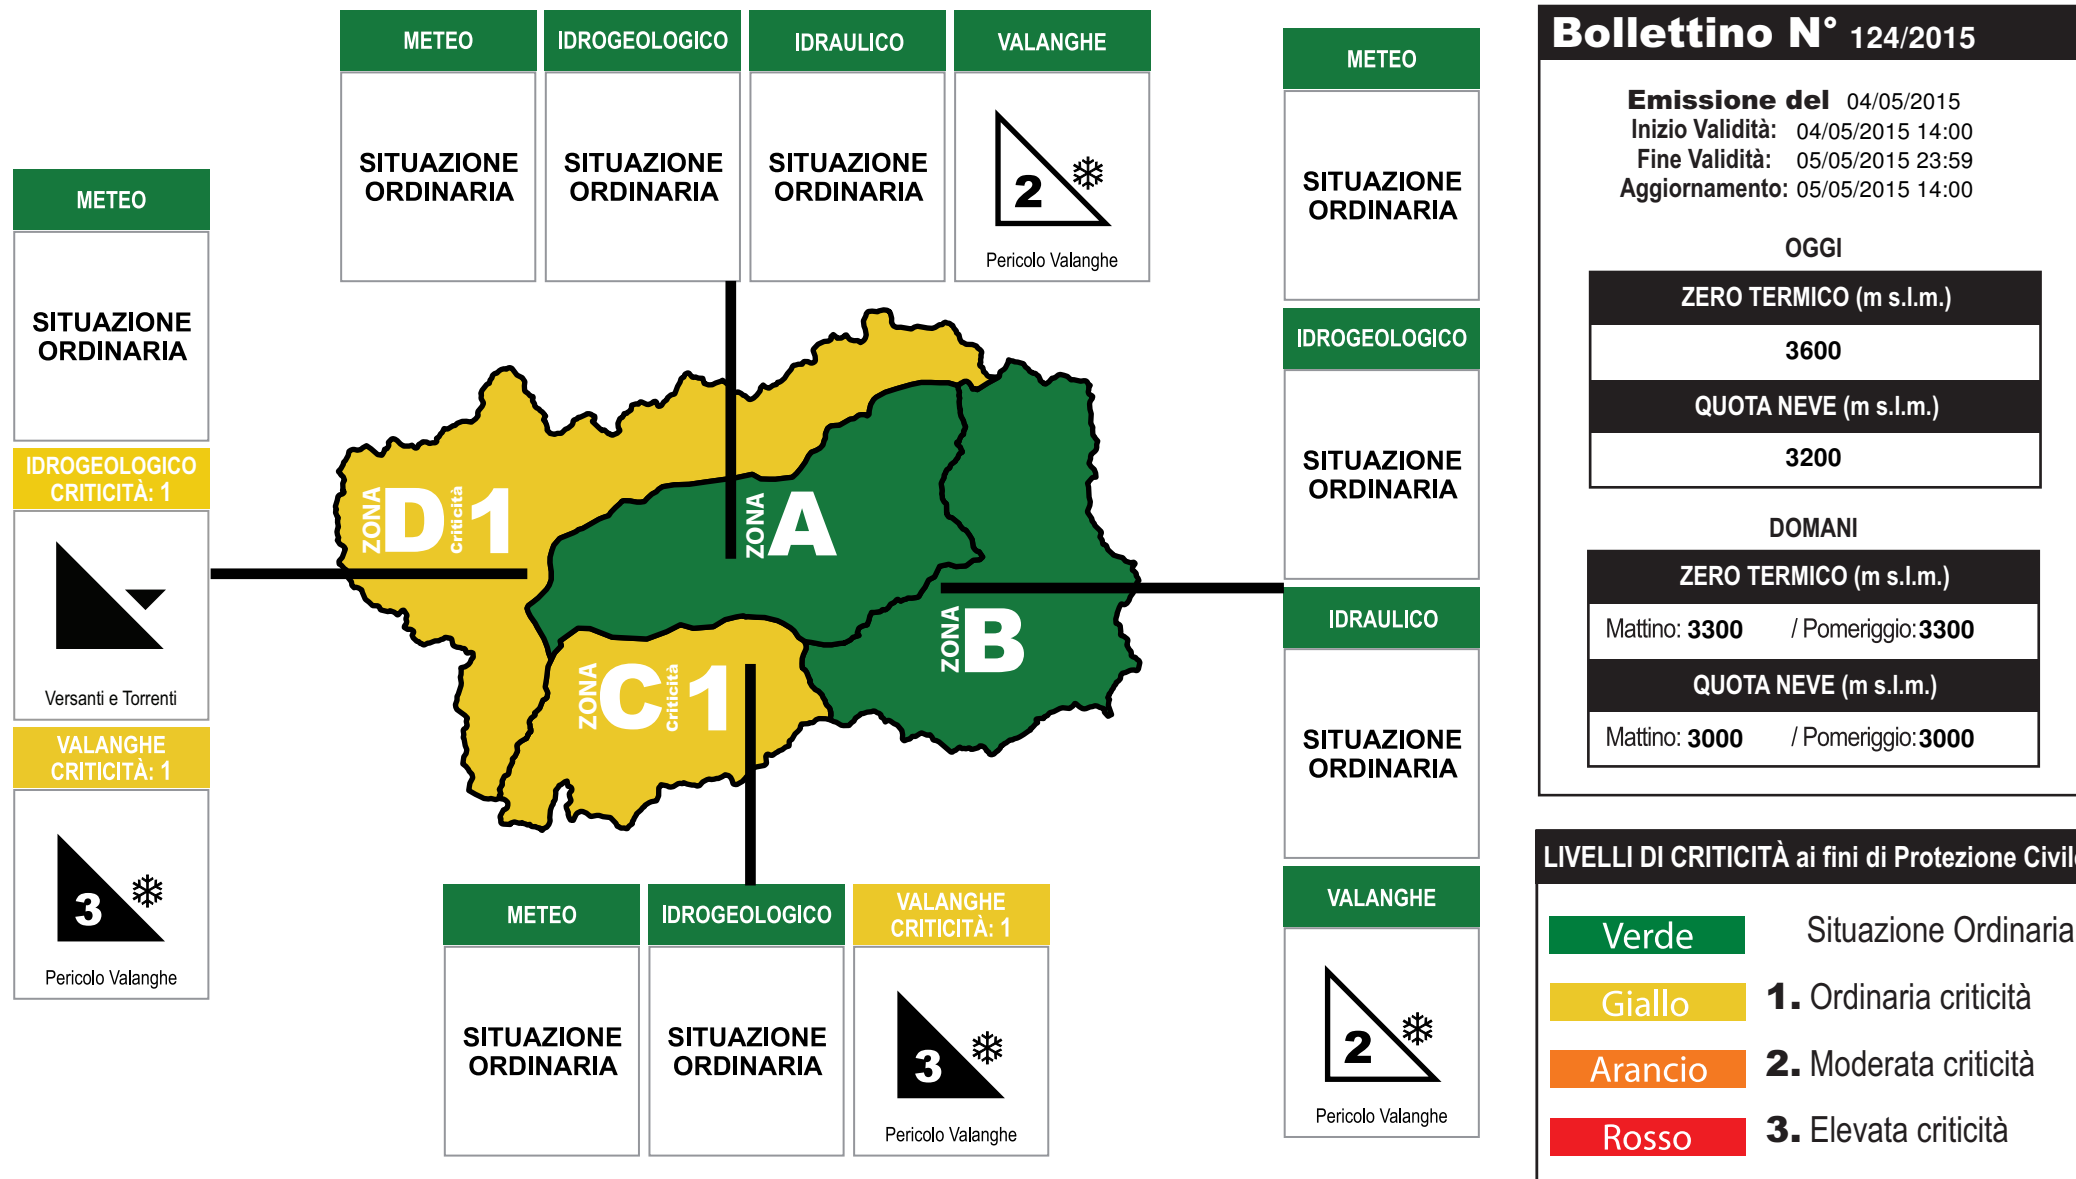 METEO
IDROGEOLOGICO
IDRAULICO
VALANGHE
SITUAZIONE
ORDINARIA
SITUAZIONE
ORDINARIA
SITUAZIONE
ORDINARIA
2
Pericolo Valanghe
METEO
SITUAZIONE
ORDINARIA
IDROGEOLOGICO
CRITICITÀ: 1
Versanti e Torrenti
VALANGHE
CRITICITÀ: 1
3
Pericolo Valanghe
ZONA D Criticità 1
ZONA A
ZONA B
ZONA C Criticità 1
METEO
IDROGEOLOGICO
VALANGHE
CRITICITÀ: 1
SITUAZIONE
ORDINARIA
SITUAZIONE
ORDINARIA
3
Pericolo Valanghe
METEO
SITUAZIONE
ORDINARIA
IDROGEOLOGICO
SITUAZIONE
ORDINARIA
IDRAULICO
SITUAZIONE
ORDINARIA
VALANGHE
2
Pericolo Valanghe
Bollettino N° 124/2015
Emissione del 04/05/2015
Inizio Validità: 04/05/2015 14:00
Fine Validità: 05/05/2015 23:59
Aggiornamento: 05/05/2015 14:00
OGGI
ZERO TERMICO (m s.l.m.)
3600
QUOTA NEVE (m s.l.m.)
3200
DOMANI
ZERO TERMICO (m s.l.m.)
Mattino: 3300 / Pomeriggio: 3300
QUOTA NEVE (m s.l.m.)
Mattino: 3000 / Pomeriggio: 3000
LIVELLI DI CRITICITÀ ai fini di Protezione Civile
Verde Situazione Ordinaria
Giallo 1. Ordinaria criticità
Arancio 2. Moderata criticità
Rosso 3. Elevata criticità